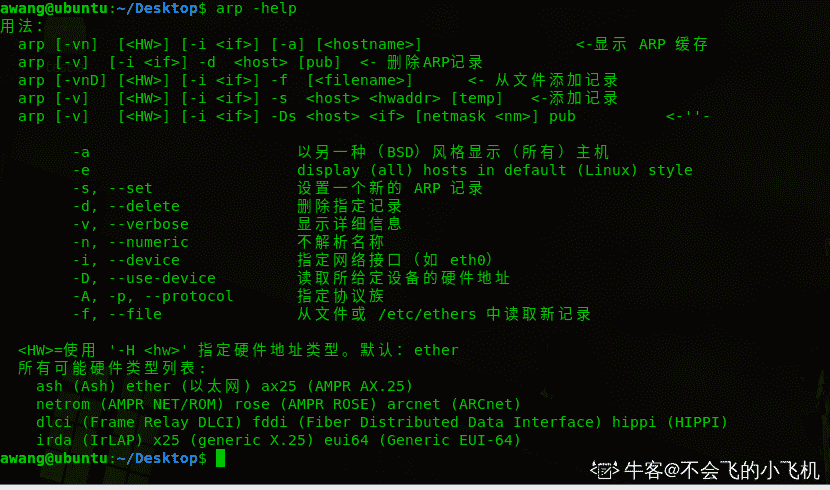 awang@ubuntu:~/Desktop$ arp -help
用法:
  arp [-vn]  [<HW>] [-i <if>] [-a] [<hostname>]                 <-显示 ARP 缓存
  arp [-v]  [-i <if>] -d  <host> [pub]  <- 删除ARP记录
  arp [-vnD] [<HW>] [-i <if>] -f  [<filename>]      <- 从文件添加记录
  arp [-v]   [<HW>] [-i <if>] -s  <host> <hwaddr> [temp]   <-添加记录
  arp [-v]   [<HW>] [-i <if>] -Ds <host> <if> [netmask <nm>] pub          <-''-
        -a                       以另一种（BSD）风格显示（所有）主机
        -e                       display (all) hosts in default (Linux) style
        -s, --set                设置一个新的 ARP 记录
        -d, --delete             删除指定记录
        -v, --verbose            显示详细信息
        -n, --numeric            不解析名称
        -i, --device             指定网络接口（如 eth0）
        -D, --use-device         读取所给定设备的硬件地址
        -A, -p, --protocol       指定协议族
        -f, --file               从文件或 /etc/ethers 中读取新记录
  <HW>=使用 '-H <hw>' 指定硬件地址类型。默认: ether
  所有可能硬件类型列表:
    ash (Ash) ether (以太网) ax25 (AMPR AX.25)
    netrom (AMPR NET/ROM) rose (AMPR ROSE) arcnet (ARCnet)
    dlci (Frame Relay DLCI) fddi (Fiber Distributed Data Interface) hippi (HIPPI)
    irda (IrLAP) x25 (generic X.25) eui64 (Generic EUI-64)
awang@ubuntu:~/Desktop$
牛客@不会飞的小飞机